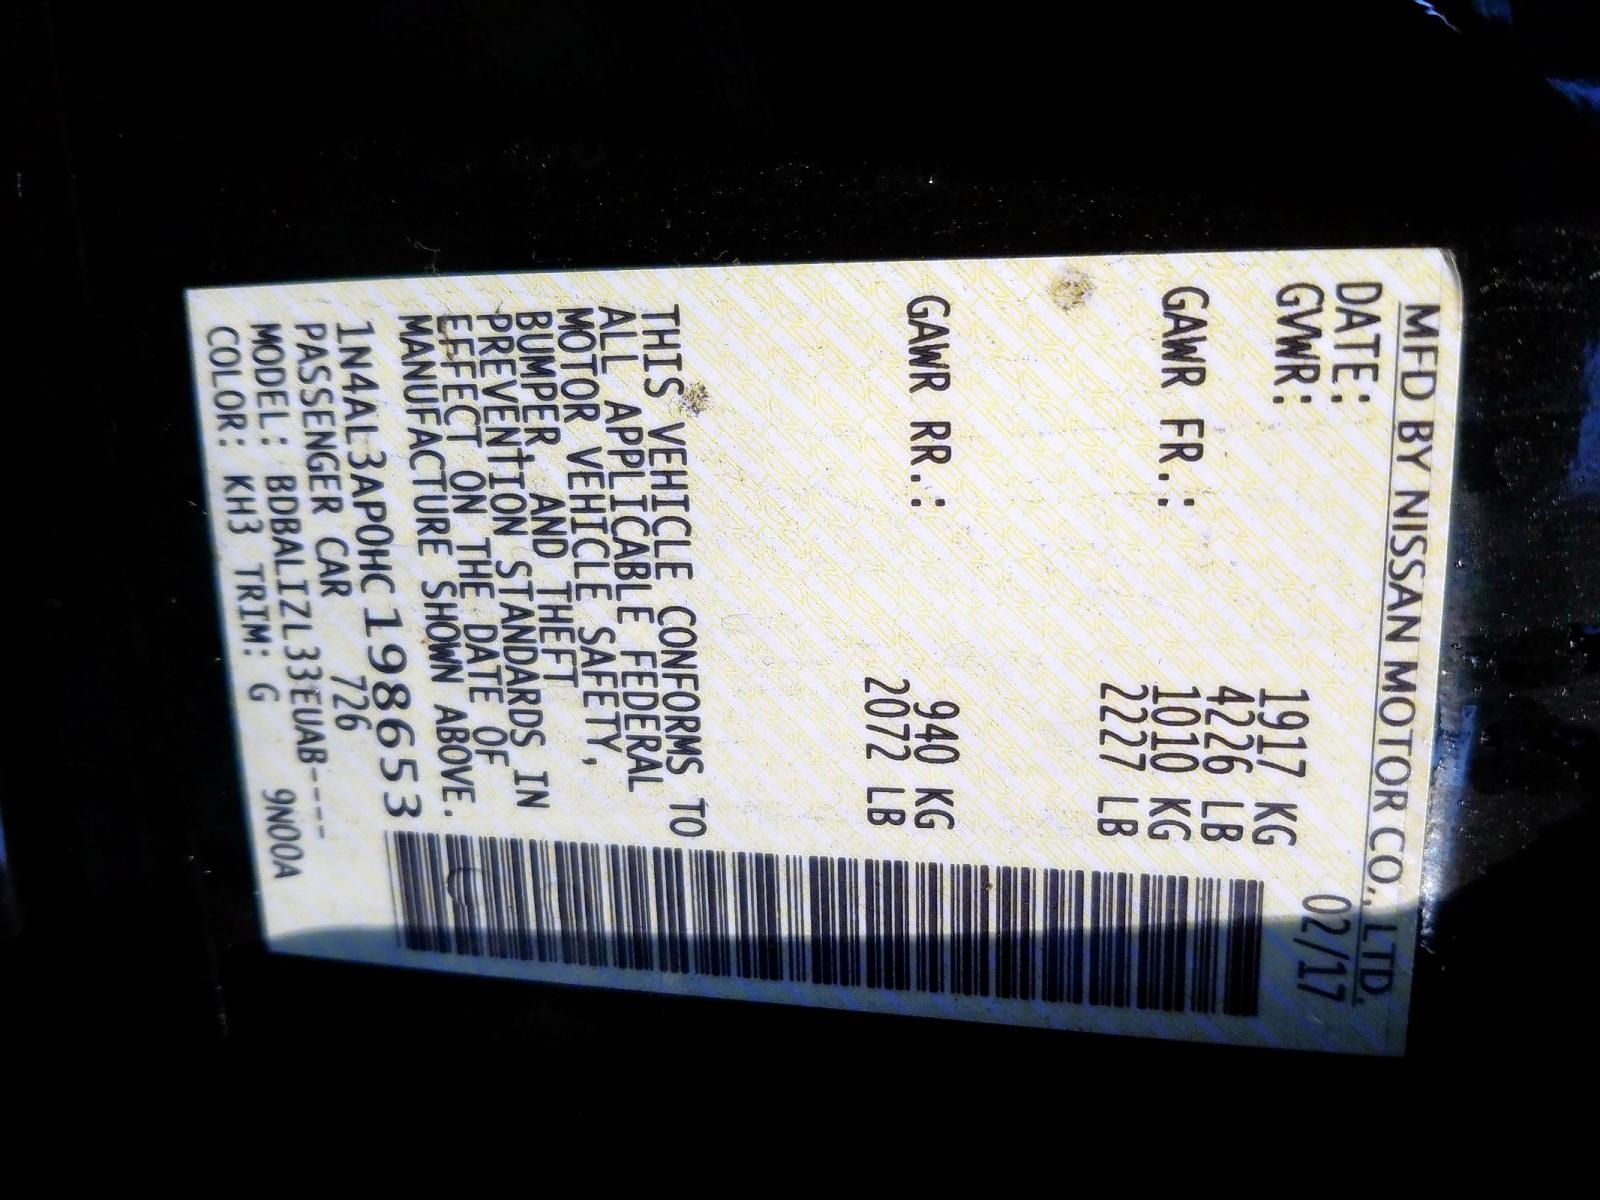 MFD BY NISSAN MOTOR CO., LTD.
DATE: 02/17
GVWR: 1917 KG
4226 LB
GAWR FR.: 1010 KG
2227 LB
GAWR RR.: 940 KG
2072 LB
THIS VEHICLE CONFORMS TO
ALL APPLICABLE FEDERAL
MOTOR VEHICLE SAFETY,
BUMPER AND THEFT
PREVENTION STANDARDS IN
EFFECT ON THE DATE OF
MANUFACTURE SHOWN ABOVE.
1N4AL3AP0HC198653
PASSENGER CAR 726
MODEL: BDBALIZL33EUAB----
COLOR: KH3 TRIM: G 9N00A